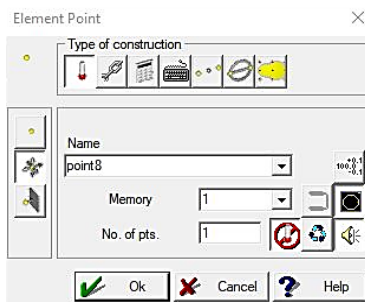 Element Point
Type of construction
Name
point8
Memory
1
No. of pts.
1
Ok
Cancel
Help